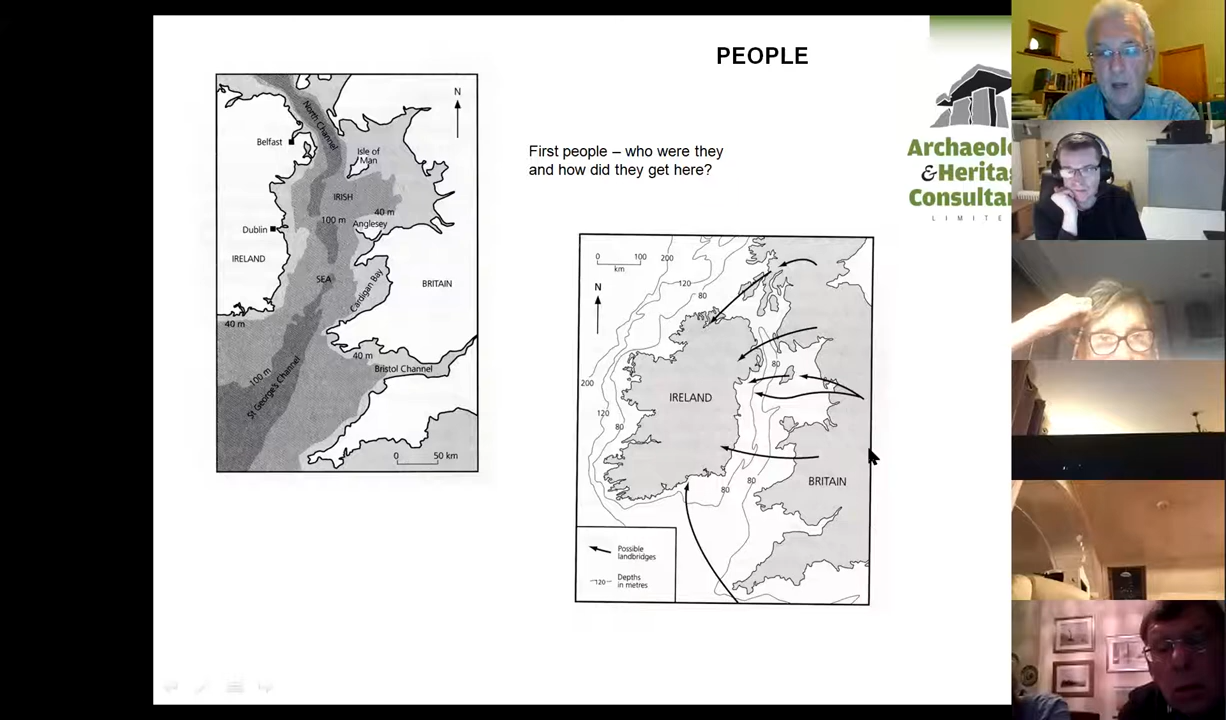 PEOPLE
First people – who were they
and how did they get here?
N
North Channel
Belfast
Isle of
Man
IRISH
40 m
100 m
Anglesey
Dublin
IRELAND
SEA
Cardigan Bay
BRITAIN
40 m
40 m
Bristol Channel
100 m
St George's Channel
0 50 km
&Herita
Consulta
LIMITE
0 100 200
km
120
80
N
80
200
IRELAND
120
80
80
80
BRITAIN
Possible
landbridges
120 Depths
in metres